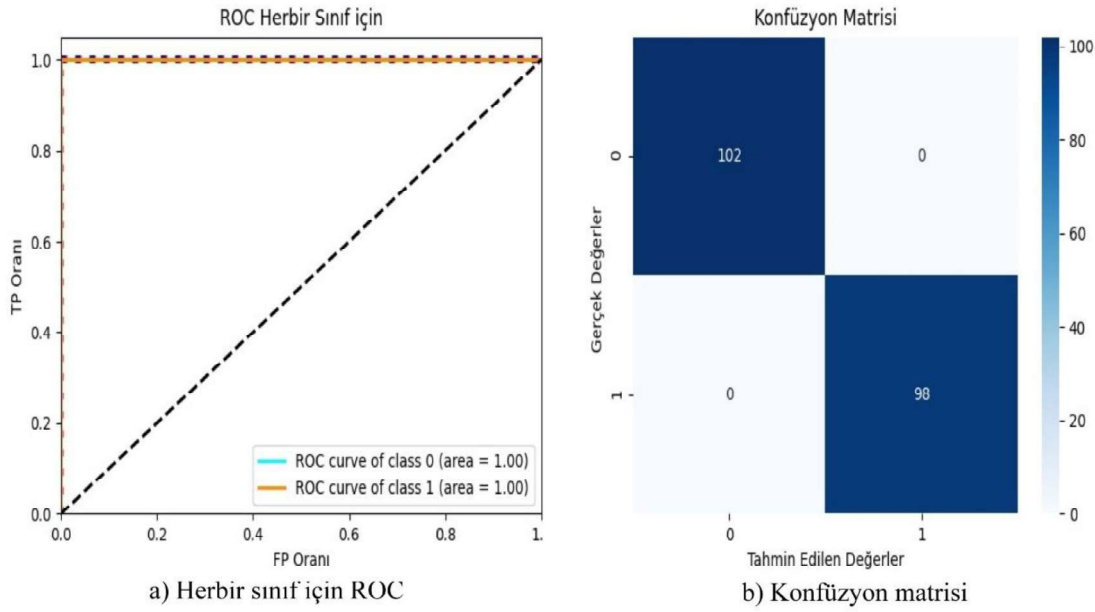 ROC Herbir Sınıf için
1.0
0.8
0.6
0.4
0.2
0.0
TP Oranı
0.0
0.2
0.4
0.6
0.8
1.
FP Oranı
ROC curve of class 0 (area = 1.00)
ROC curve of class 1 (area = 1.00)
a) Herbir sınıf için ROC
Konfüzyon Matrisi
Gerçek Değerler
0
1
102
0
0
98
0
1
Tahmin Edilen Değerler
100
80
60
40
20
0
b) Konfüzyon matrisi